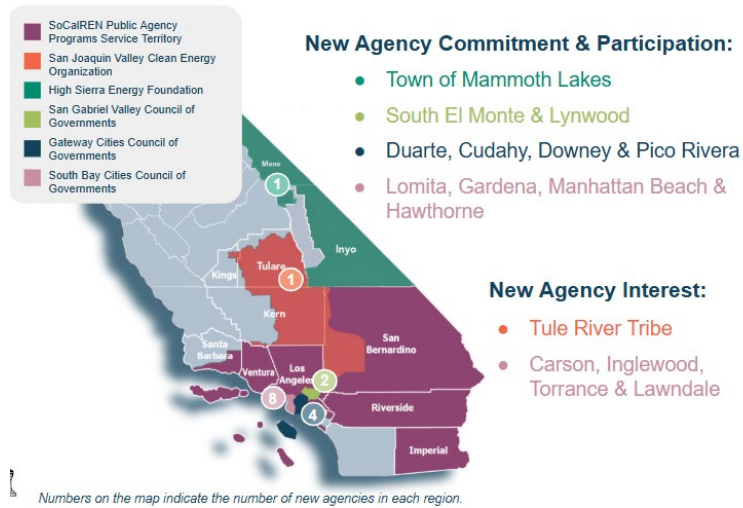 SoCalREN Public Agency
Programs Service Territory
San Joaquin Valley Clean Energy
Organization
High Sierra Energy Foundation
San Gabriel Valley Council of
Governments
Gateway Cities Council of
Governments
South Bay Cities Council of
Governments
New Agency Commitment & Participation:
Town of Mammoth Lakes
South El Monte & Lynwood
Duarte, Cudahy, Downey & Pico Rivera
Lomita, Gardena, Manhattan Beach &
Hawthorne
Mono
1
Inyo
Tulare
Kings
1
Kern
New Agency Interest:
Tule River Tribe
Carson, Inglewood,
Torrance & Lawndale
San
Bernardino
Santa
Barbara
Ventura
Los
Angeles
2
8
4
Riverside
Imperial
Numbers on the map indicate the number of new agencies in each region.